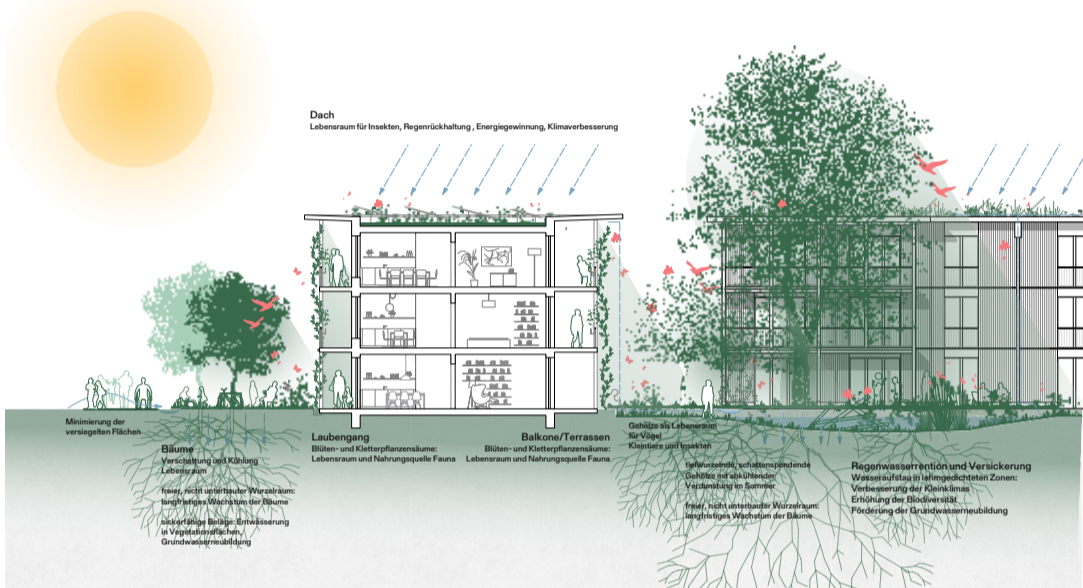 Dach
Lebensraum für Insekten, Regenrückhaltung , Energiegewinnung, Klimaverbesserung
Minimierung der
versiegelten Flächen
Bäume
Verschattung und Kühlung
Lebensraum
freier, nicht unterbauter Wurzelraum:
langfristiges Wachstum der Bäume
sickerfähige Beläge: Entwässerung
in Vegetationsflächen,
Grundwasserneubildung
Laubengang
Blüten- und Kletterpflanzensäume:
Lebensraum und Nahrungsquelle Fauna
Balkone/Terrassen
Blüten- und Kletterpflanzensäume:
Lebensraum und Nahrungsquelle Fauna
Gehölze als Lebensraum
für Vögel
Kleintiere und Insekten
tiefwurzelnde, schattenspendende
Gehölze mit abkühlender
Verdunstung im Sommer
freier, nicht unterbauter Wurzelraum:
langfristiges Wachstum der Bäume
Regenwasserrention und Versickerung
Wasseraufstau in lehmgedichteten Zonen:
Verbesserung der Kleinklimas
Erhöhung der Biodiversität
Förderung der Grundwasserneubildung